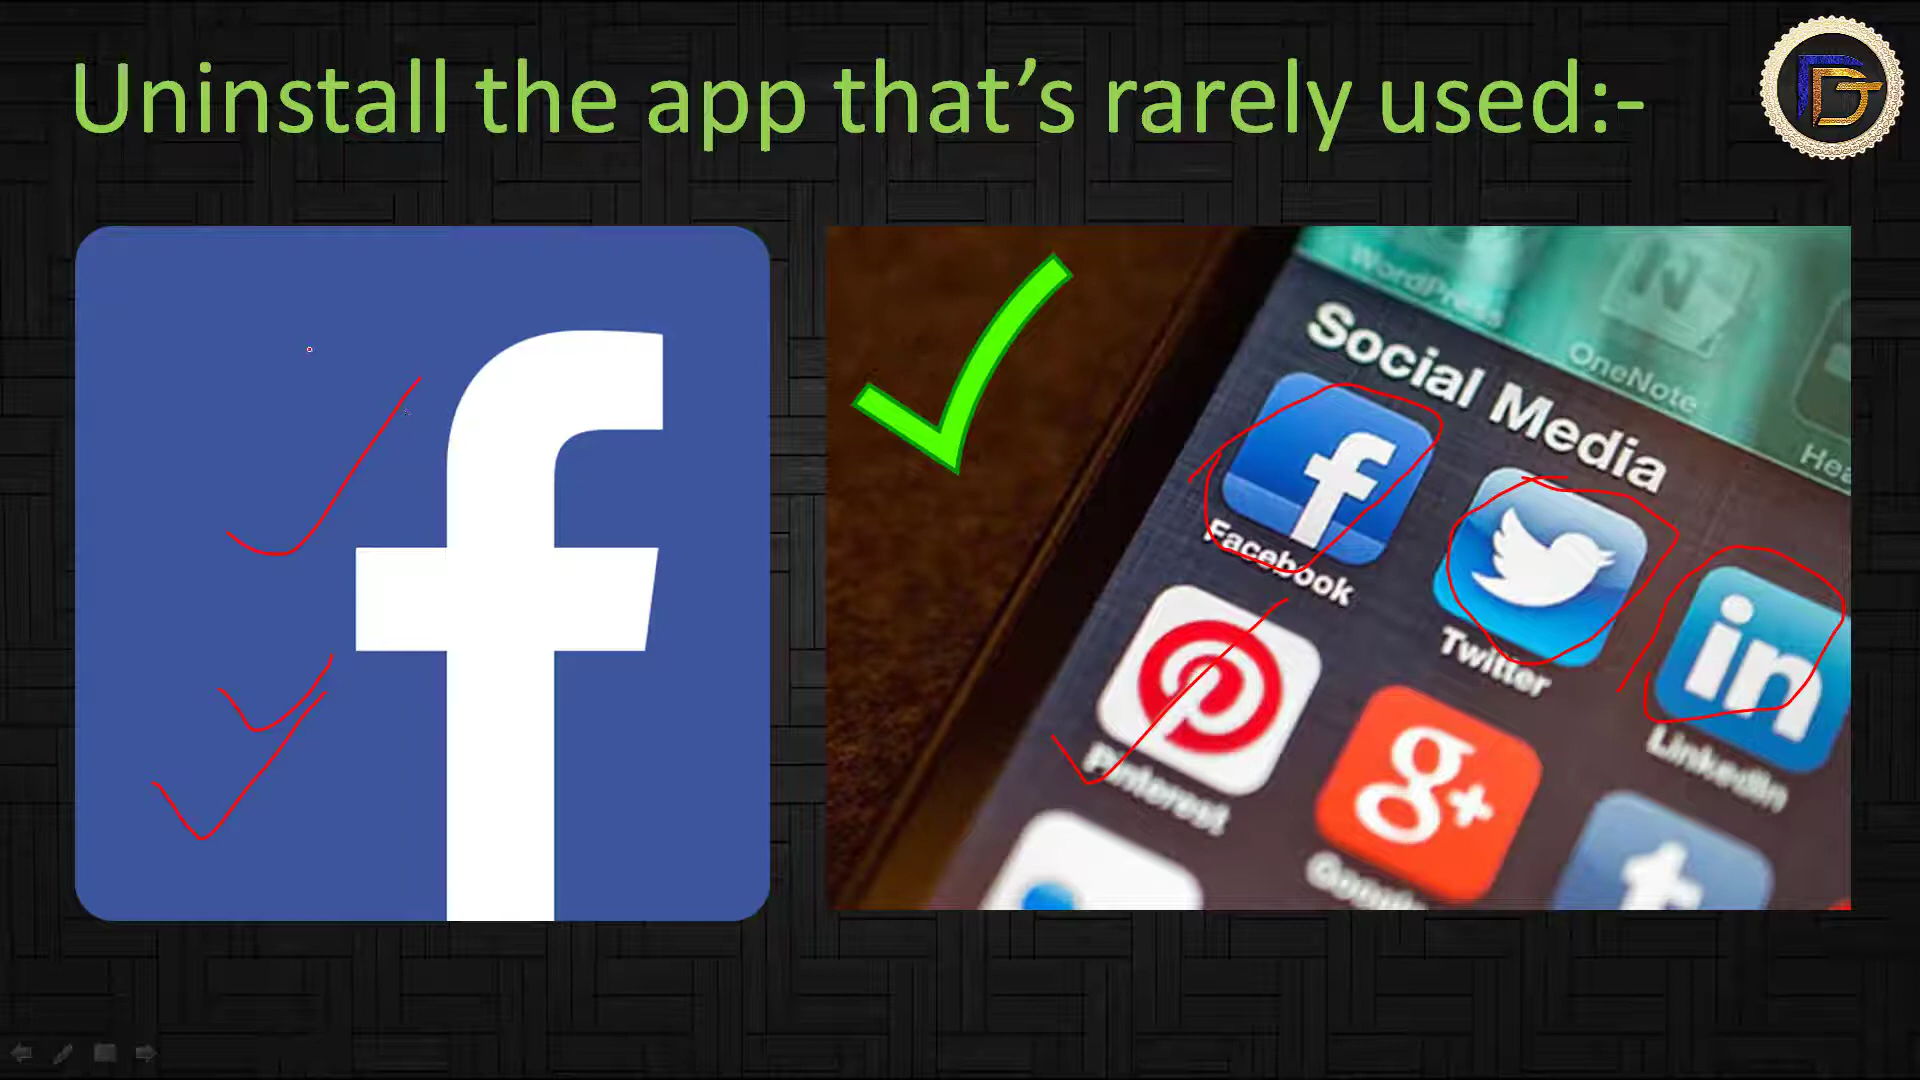 Uninstall the app that's rarely used:-
WordPress
OneNote
Social Media
Facebook
Twitter
LinkedIn
Pinterest
g+